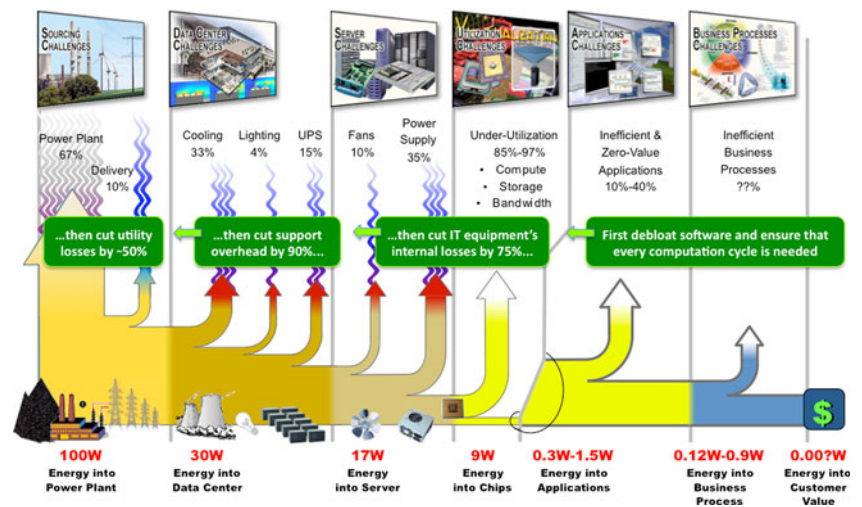 SOURCING
CHALLENGES
DATA CENTER
CHALLENGES
SERVER
CHALLENGES
UTILIZATION
CHALLENGES
APPLICATIONS
CHALLENGES
BUSINESS PROCESSES
CHALLENGES
Power Plant
67%
Delivery
10%
Cooling
33%
Lighting
4%
UPS
15%
Fans
10%
Power
Supply
35%
Under-Utilization
85%-97%
• Compute
• Storage
• Bandwidth
Inefficient &
Zero-Value
Applications
10%-40%
Inefficient
Business
Processes
??%
...then cut utility
losses by ~50%
...then cut support
overhead by 90%...
...then cut IT equipment's
internal losses by 75%...
First debloat software and ensure that
every computation cycle is needed
$
100W
Energy into
Power Plant
30W
Energy into
Data Center
17W
Energy
into Server
9W
Energy
into Chips
0.3W-1.5W
Energy into
Applications
0.12W-0.9W
Energy into
Business
Process
0.00?W
Energy into
Customer
Value